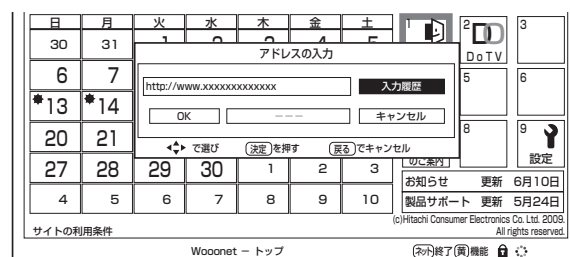 日 月 火 水 木 金 土
30 31
1
2
DoTV
3
アドレスの入力
6 7
http://www.xxxxxxxxxxxxx 入力履歴
5 6
13 14
OK --- キャンセル
20 21
で選び 決定を押す 戻るでキャンセル
8
9
設定
27 28 29 30 1 2 3
のご案内
お知らせ 更新 6月10日
4 5 6 7 8 9 10
製品サポート 更新 5月24日
(c)Hitachi Consumer Electronics Co. Ltd. 2009.
All rights reserved.
サイトの利用条件
Wooonet − トップ
ネット終了 黄機能